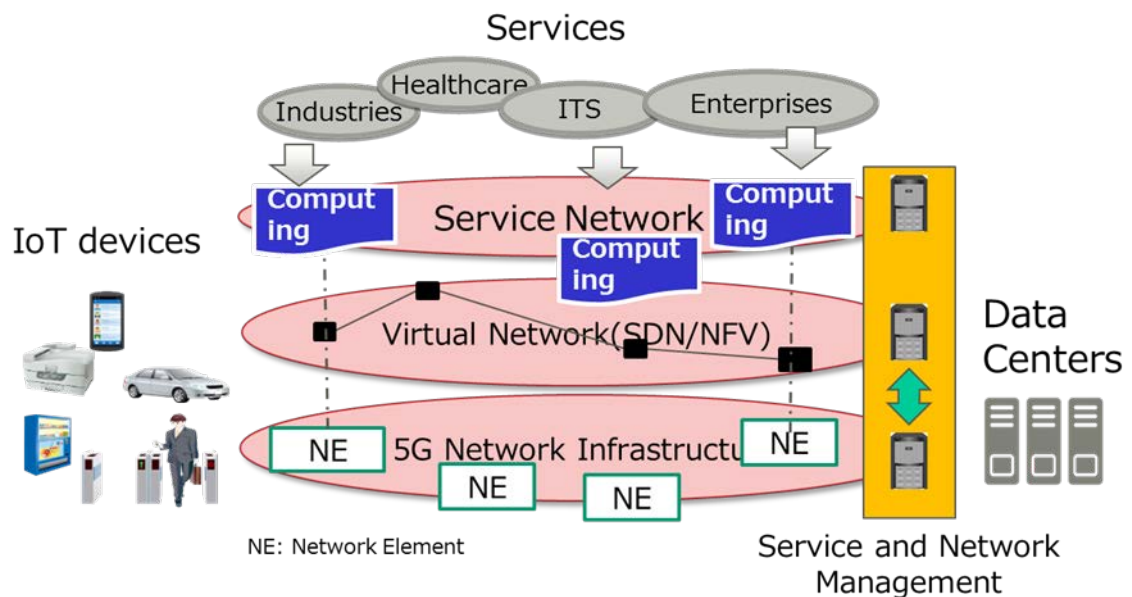 Services
Healthcare
Industries
ITS
Enterprises
Comput
ing
Service Network
Comput
ing
Comput
ing
IoT devices
Virtual Network(SDN/NFV)
Data
Centers
NE
5G Network Infrastructu
NE
NE
NE
NE: Network Element
Service and Network
Management